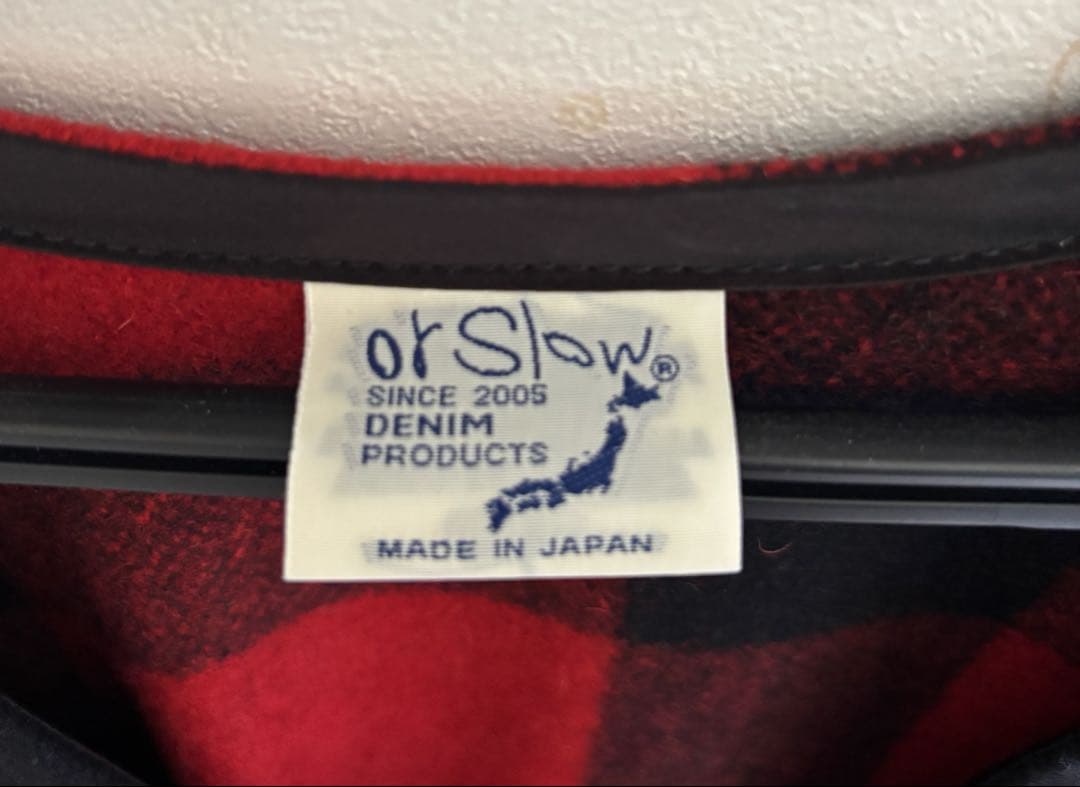 orSlow®
SINCE 2005
DENIM
PRODUCTS
MADE IN JAPAN